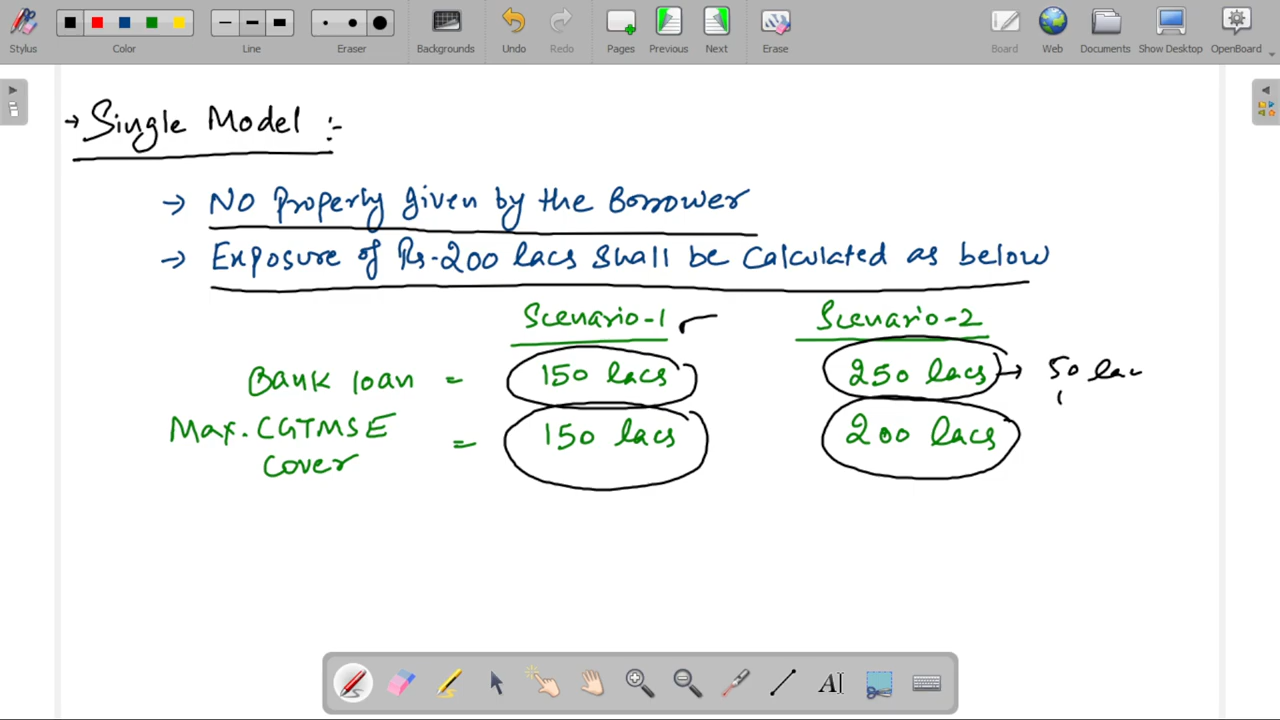 Stylus Color Line Eraser Backgrounds Undo Redo Pages Previous Next Erase Board Web Documents Show Desktop OpenBoard
→ Single Model :-
→ No Property given by the Borrower
→ Exposure of Rs-200 lacs shall be calculated as below
Scenario-1 Scenario-2
Bank loan = 150 lacs 250 lacs → 50 lac
Max. CGTMSE = 150 lacs 200 lacs
cover
AI